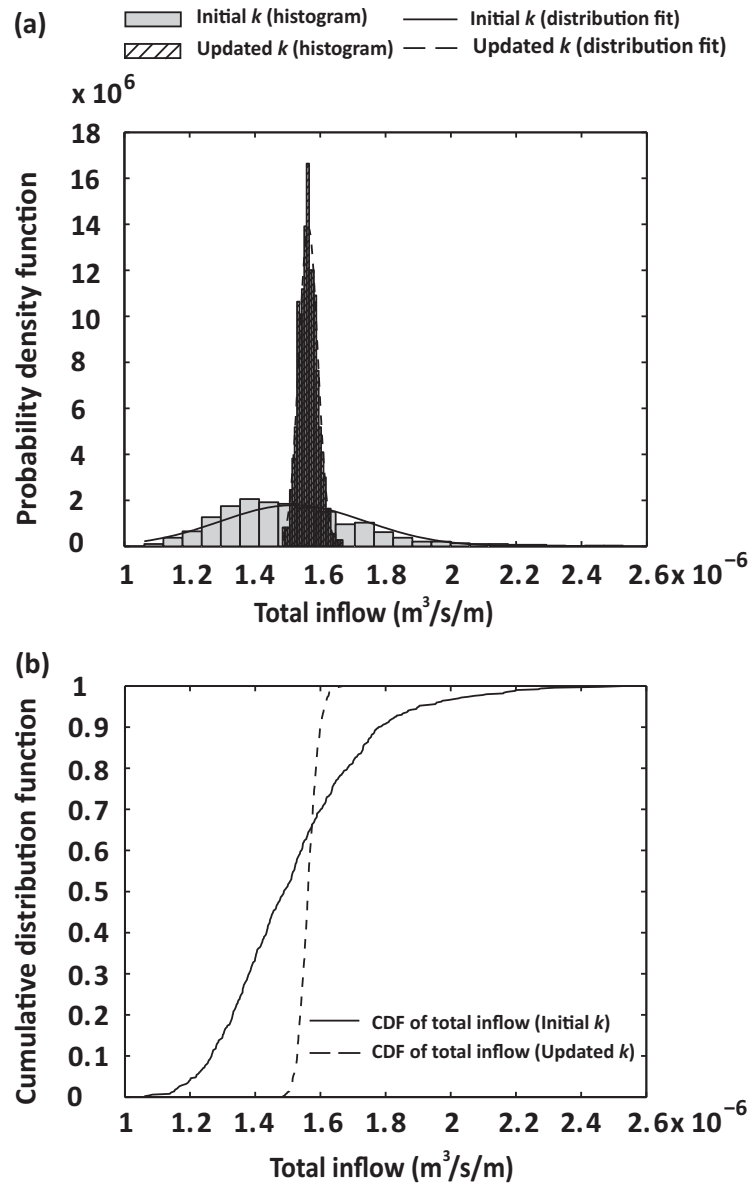 (a)
Initial k (histogram)
Initial k (distribution fit)
Updated k (histogram)
Updated k (distribution fit)
x 10⁶
18
16
14
12
10
8
6
4
2
0
Probability density function
1 1.2 1.4 1.6 1.8 2 2.2 2.4 2.6 x 10⁻⁶
Total inflow (m³/s/m)
(b)
1
0.9
0.8
0.7
0.6
0.5
0.4
0.3
0.2
0.1
0
Cumulative distribution function
CDF of total inflow (Initial k)
CDF of total inflow (Updated k)
1 1.2 1.4 1.6 1.8 2 2.2 2.4 2.6 x 10⁻⁶
Total inflow (m³/s/m)